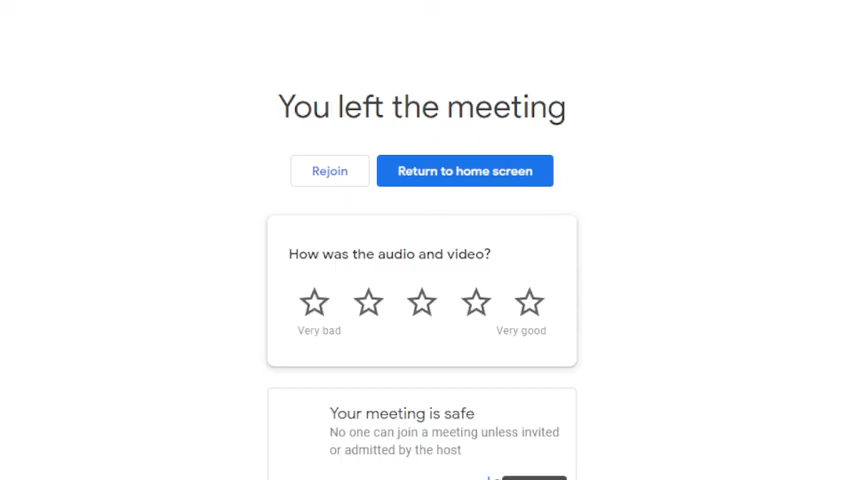 You left the meeting
Rejoin
Return to home screen
How was the audio and video?
Very bad
Very good
Your meeting is safe
No one can join a meeting unless invited
or admitted by the host